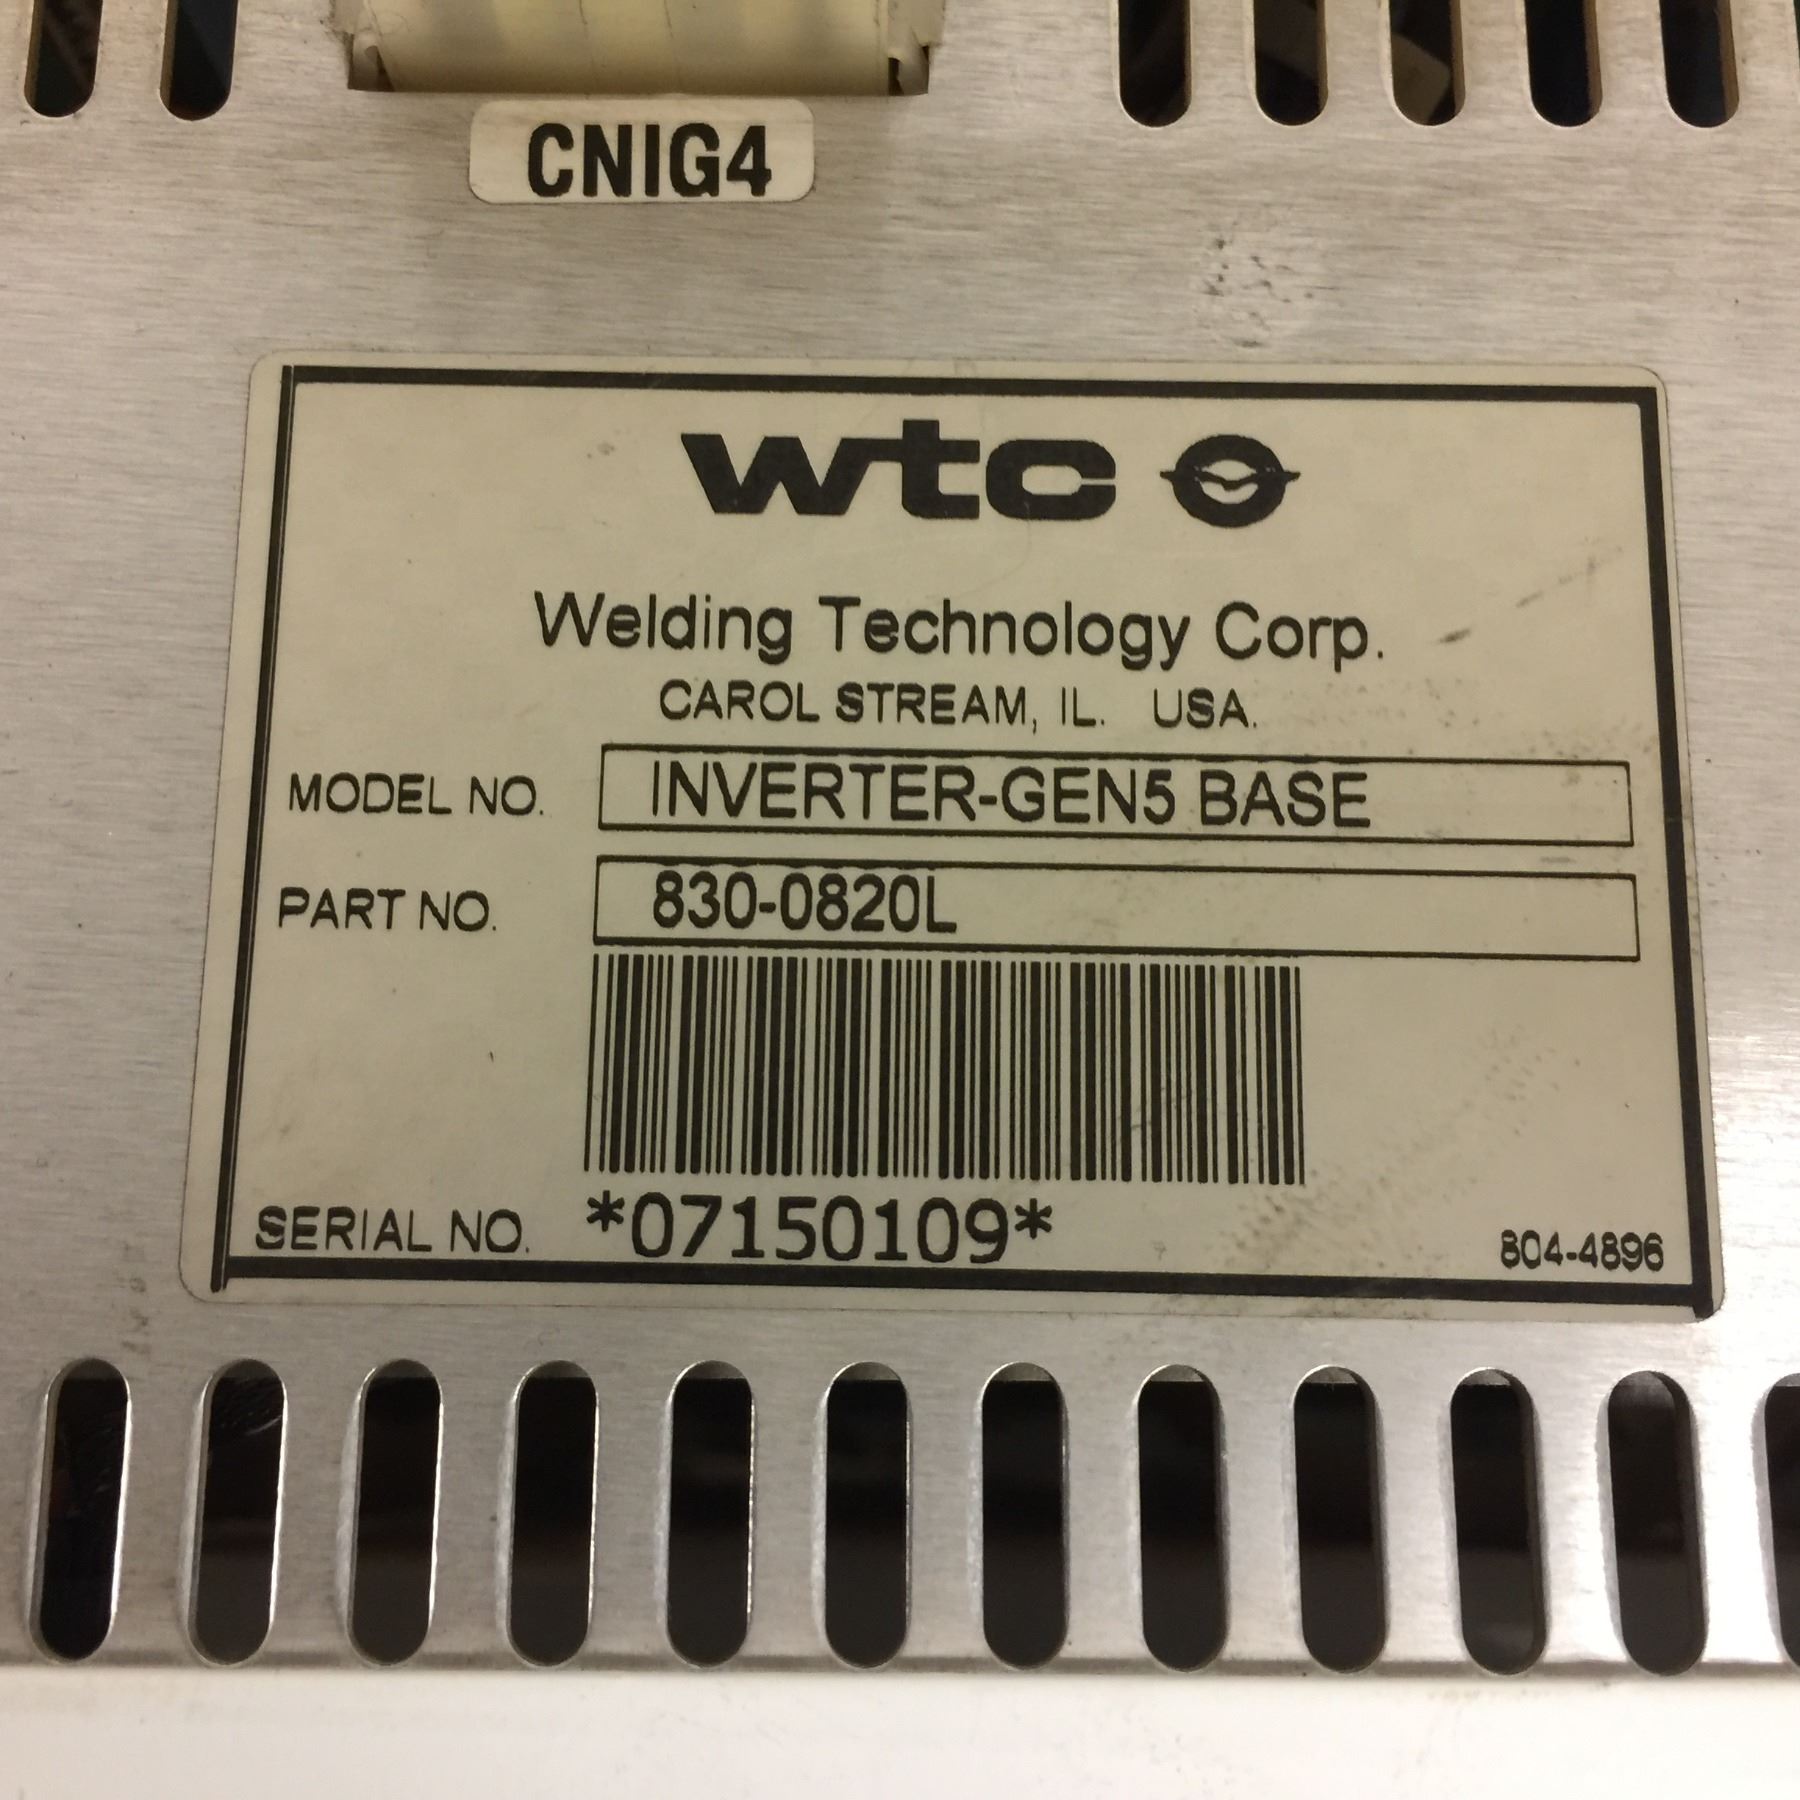 CNIG4
wtc
Welding Technology Corp.
CAROL STREAM, IL. USA.
MODEL NO. INVERTER-GEN5 BASE
PART NO. 830-0820L
SERIAL NO. *07150109*
804-4896